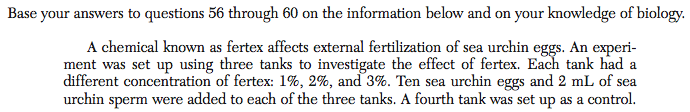 Base your answers to questions 56 through 60 on the information below and on your knowledge of biology.
A chemical known as fertex affects external fertilization of sea urchin eggs. An experi-
ment was set up using three tanks to investigate the effect of fertex. Each tank had a
different concentration of fertex: 1%, 2%, and 3%. Ten sea urchin eggs and 2 mL of sea
urchin sperm were added to each of the three tanks. A fourth tank was set up as a control.